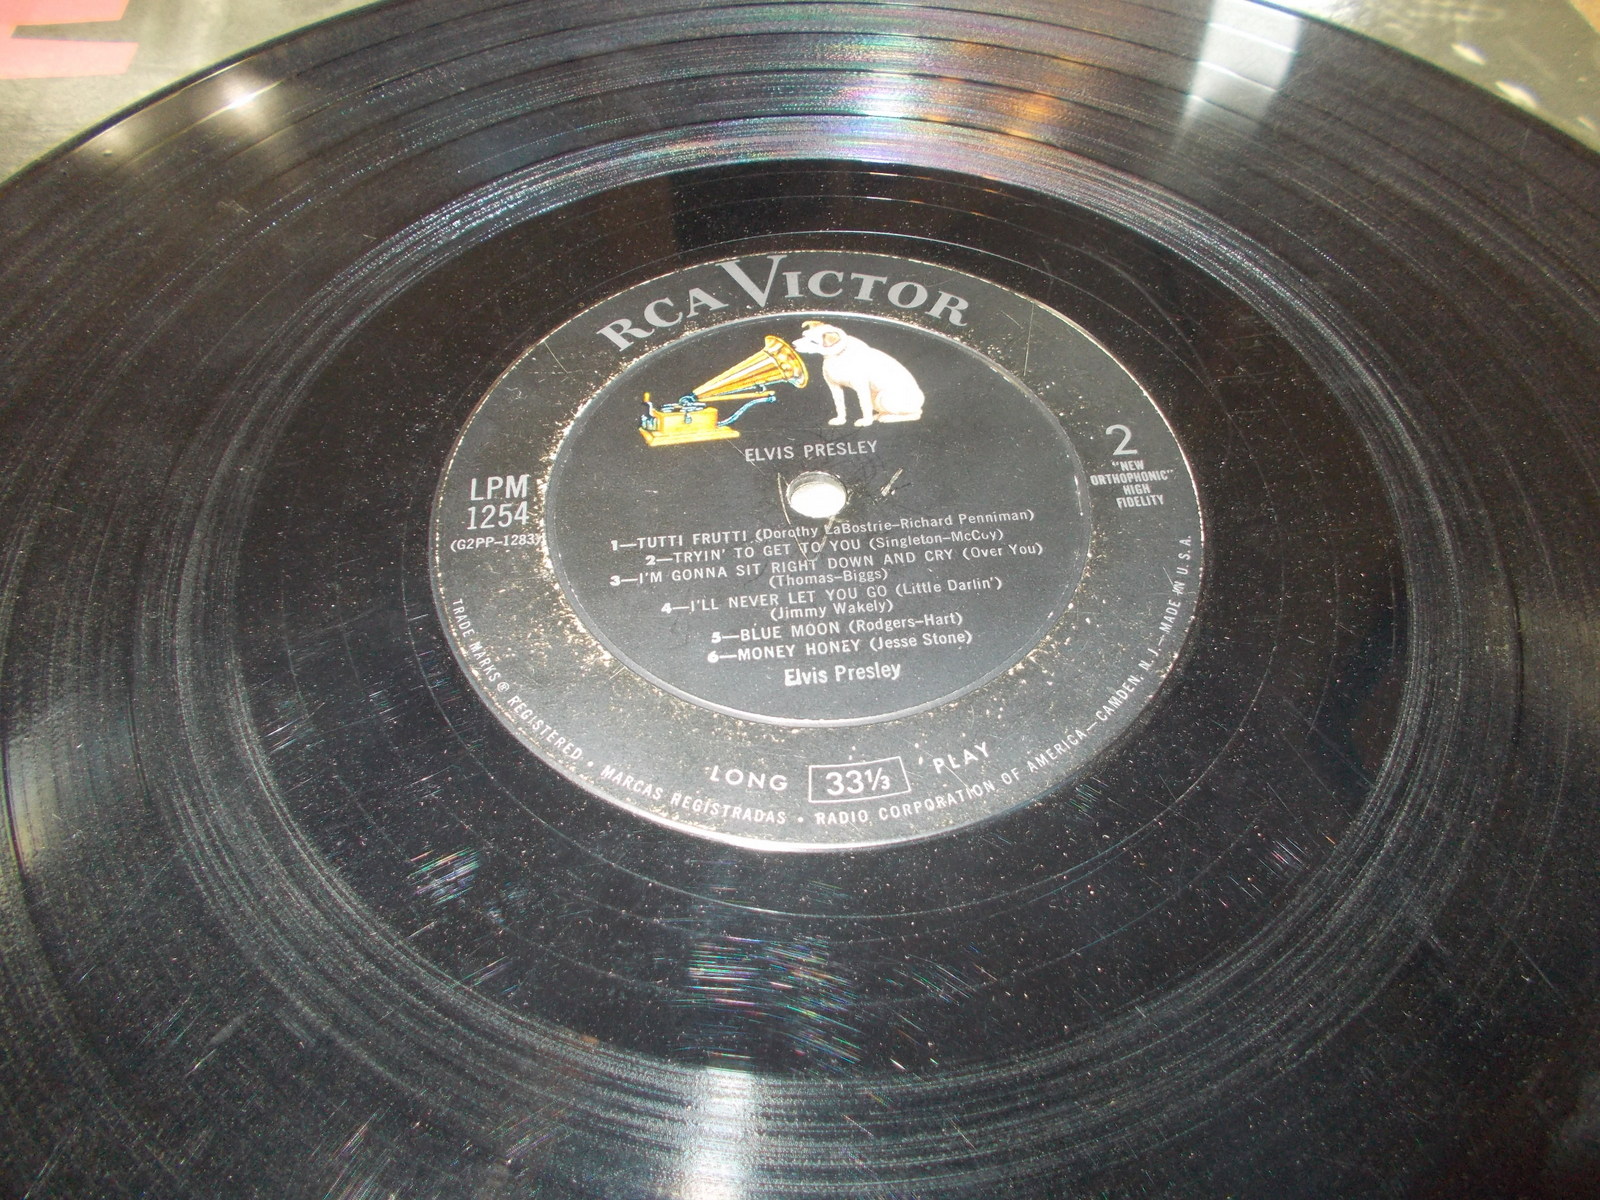 RCA VICTOR
ELVIS PRESLEY
LPM
1254
(G2PP-1283)
2
"NEW
ORTHOPHONIC"
HIGH
FIDELITY
1—TUTTI FRUTTI (Dorothy LaBostrie-Richard Penniman)
2—TRYIN' TO GET TO YOU (Singleton-McCoy)
3—I'M GONNA SIT RIGHT DOWN AND CRY (Over You)
(Thomas-Biggs)
4—I'LL NEVER LET YOU GO (Little Darlin')
(Jimmy Wakely)
5—BLUE MOON (Rodgers-Hart)
6—MONEY HONEY (Jesse Stone)
Elvis Presley
LONG 33⅓ PLAY
TRADE MARKS ® REGISTERED • MARCAS REGISTRADAS • RADIO CORPORATION OF AMERICA—CAMDEN, N. J.—MADE IN U.S.A.